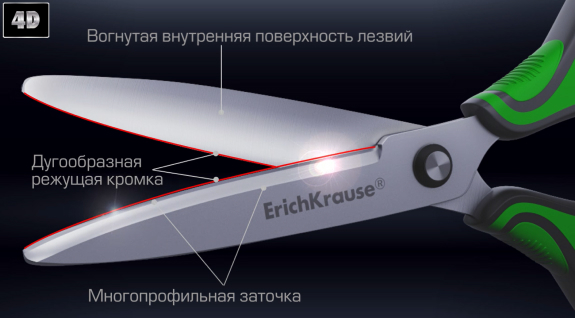 4D
Вогнутая внутренняя поверхность лезвий
Дугообразная
режущая кромка
ErichKrause®
Многопрофильная заточка